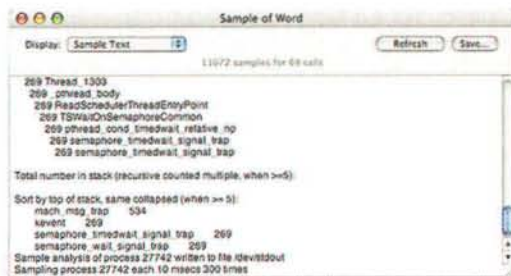 Sample of Word
Display: Sample Text
Refresh
Save...
11072 samples for 69 calls
269 Thread_1303
269 _pthread_body
269 ReadSchedulerThreadEntryPoint
269 TSWaitOnSemaphoreCommon
269 pthread_cond_timedwait_relative_np
269 semaphore_timedwait_signal_trap
269 semaphore_timedwait_signal_trap
Total number in stack (recursive counted multiple, when >=5):
Sort by top of stack, same collapsed (when >= 5):
mach_msg_trap 534
kevent 269
semaphore_timedwait_signal_trap 269
semaphore_wait_signal_trap 269
Sample analysis of process 27742 written to file /dev/stdout
Sampling process 27742 each 10 msecs 300 times